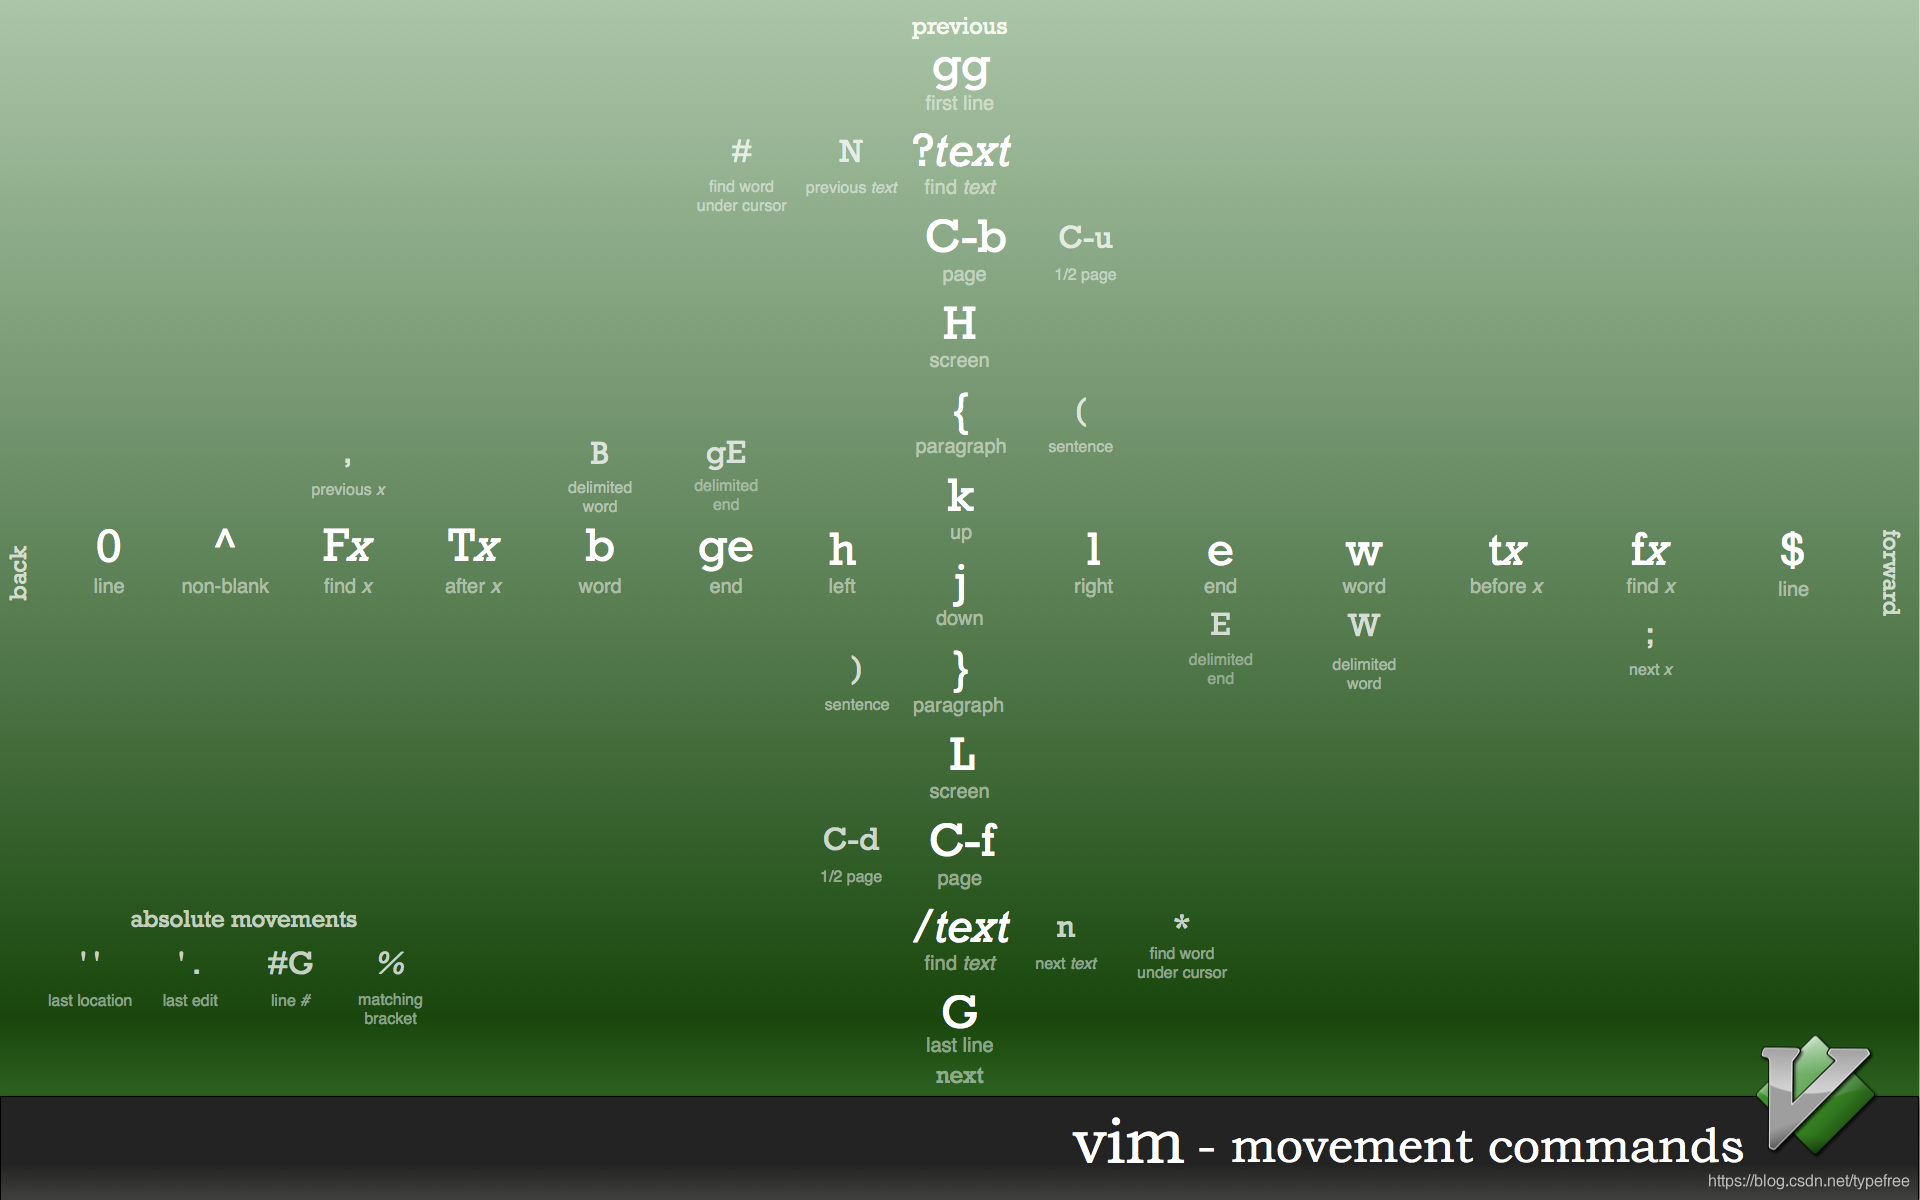 previous
gg
first line
# N ?text
find word previous text find text
under cursor
C-b C-u
page 1/2 page
H
screen
{ (
paragraph sentence
, B gE
previous x delimited delimited
word end
k
up
back 0 ^ Fx Tx b ge h l e w tx fx $ forward
line non-blank find x after x word end left right end word before x find x line
j
down
E W ;
delimited delimited next x
end word
) }
sentence paragraph
L
screen
C-d C-f
1/2 page page
absolute movements
/text n *
find text next text find word
under cursor
'' '. #G %
last location last edit line # matching
bracket
G
last line
next
vim - movement commands
https://blog.csdn.net/typefree